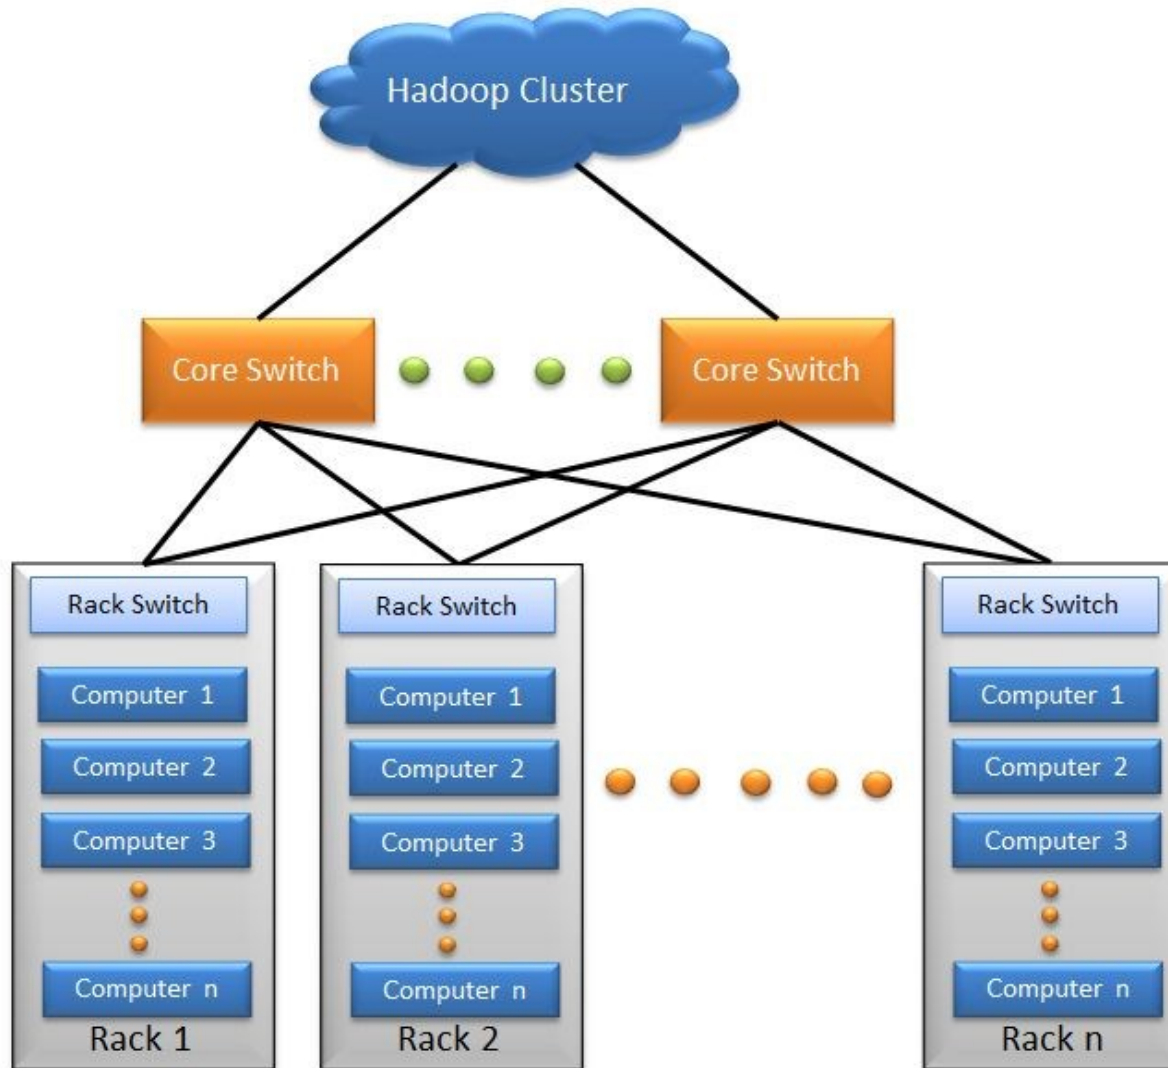 Hadoop Cluster
Core Switch
Core Switch
Rack Switch
Computer 1
Computer 2
Computer 3
Computer n
Rack 1
Rack Switch
Computer 1
Computer 2
Computer 3
Computer n
Rack 2
Rack Switch
Computer 1
Computer 2
Computer 3
Computer n
Rack n